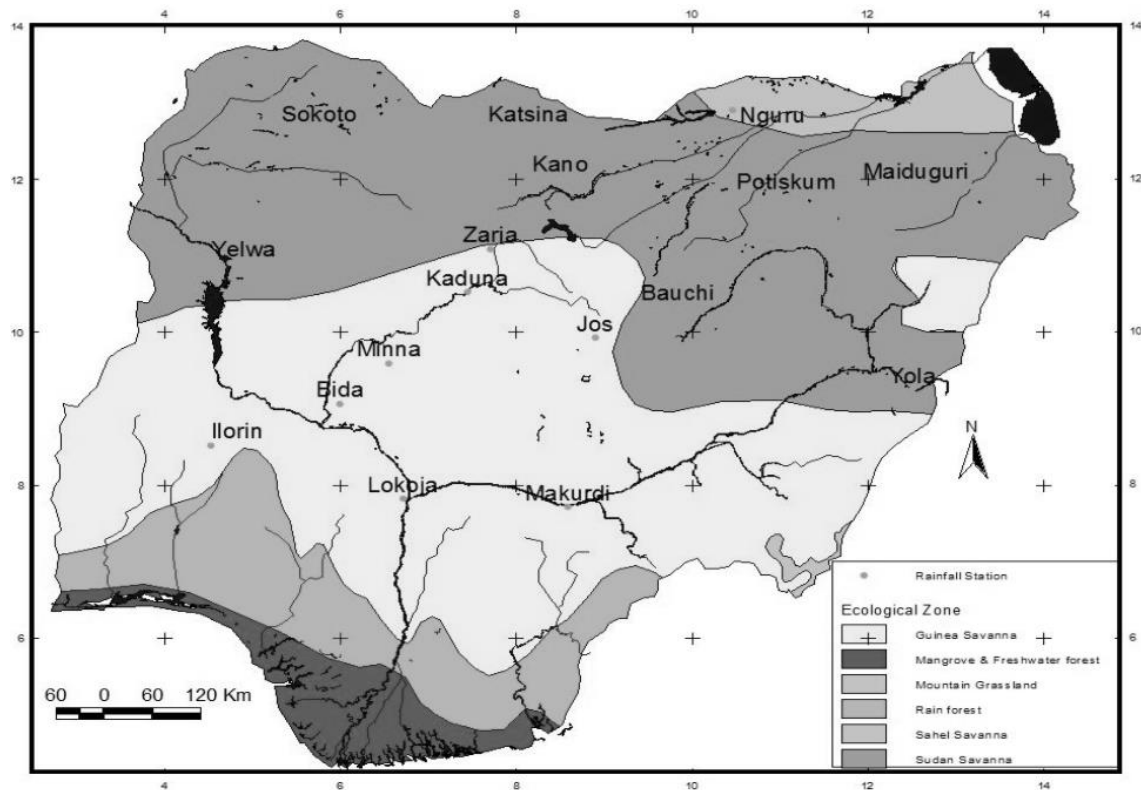 4 6 8 10 12 14
14 14
Sokoto Katsina Nguru
Kano
12 Potiskum Maiduguri 12
Zaria
Yelwa
Kaduna Bauchi
10 Jos 10
Minna
Bida Yola
Ilorin
N
8 Lokoja Makurdi 8
Rainfall Station
Ecological Zone
6 Guinea Savanna 6
Mangrove & Freshwater forest
Mountain Grassland
60 0 60 120 Km
Rain forest
Sahel Savanna
Sudan Savanna
4 6 8 10 12 14